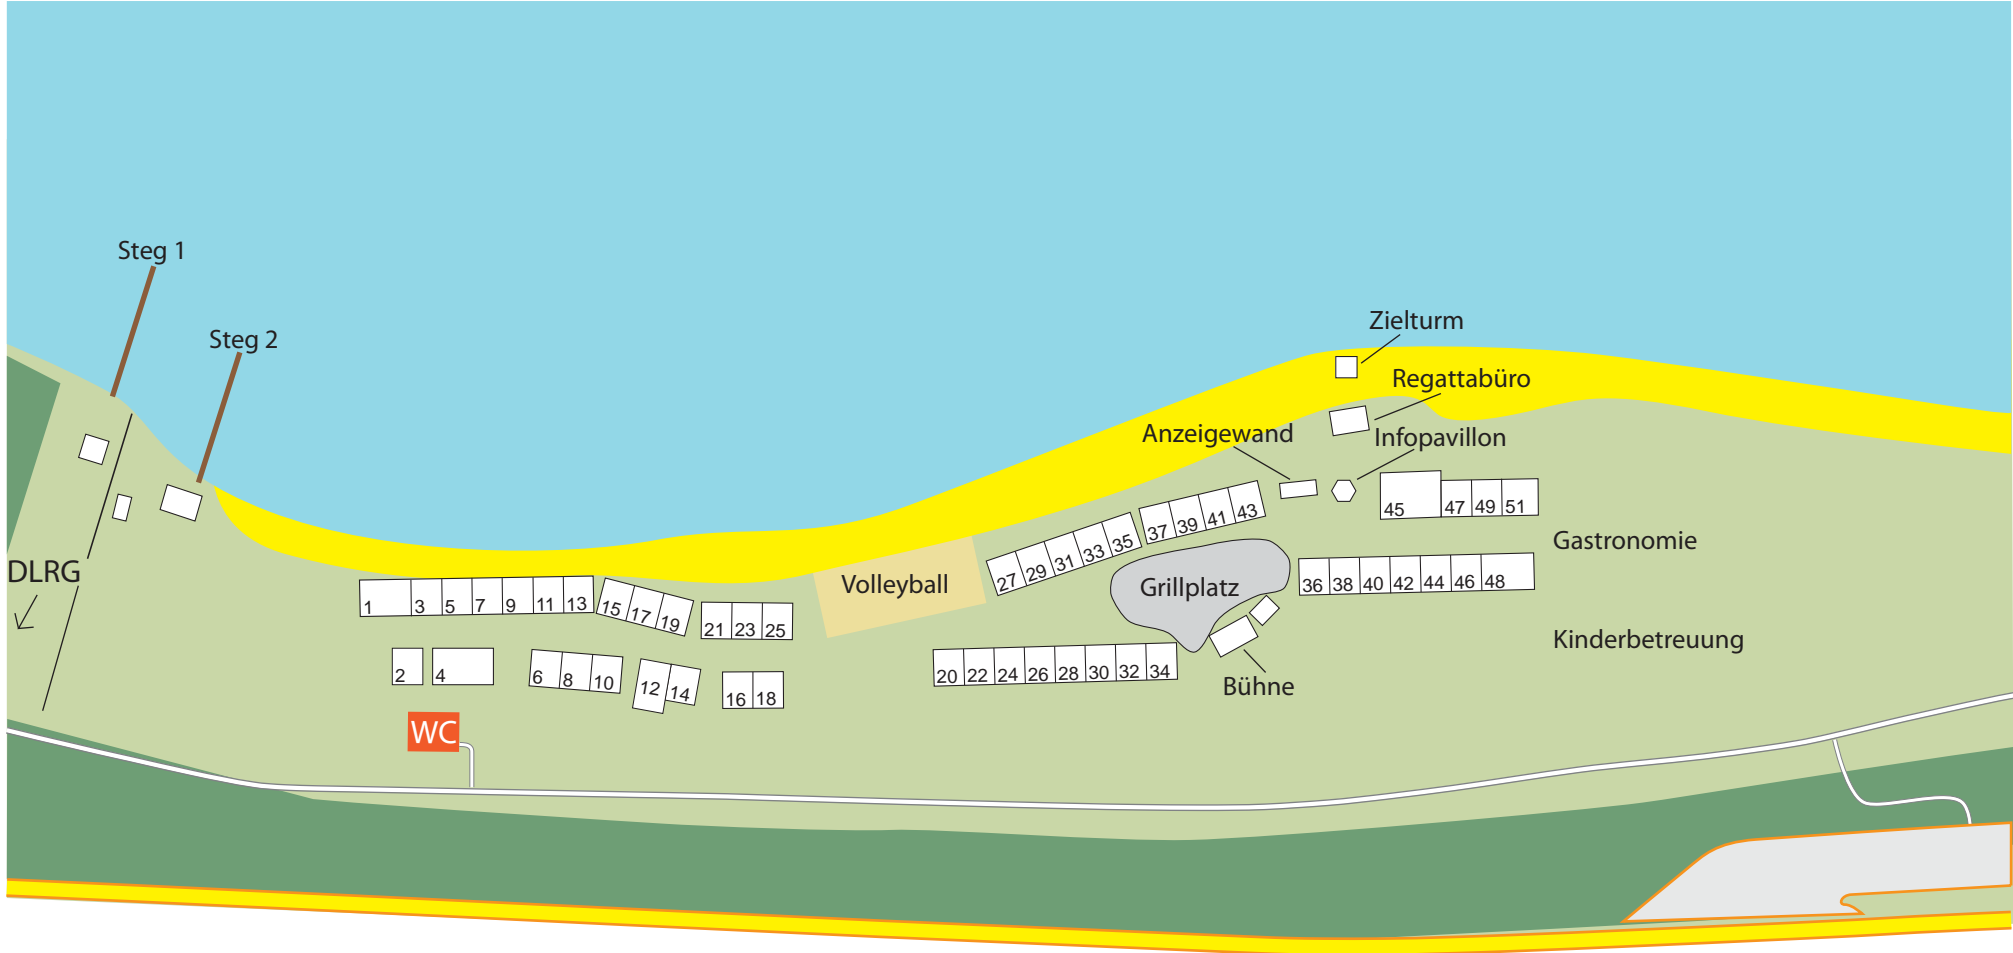 Steg 1
Steg 2
Zielturm
Regattabüro
Anzeigewand
Infopavillon
45 47 49 51
37 39 41 43
27 29 31 33 35
Gastronomie
DLRG
Volleyball
Grillplatz
36 38 40 42 44 46 48
1 3 5 7 9 11 13
15 17 19
21 23 25
Kinderbetreuung
2 4
6 8 10
12 14
16 18
20 22 24 26 28 30 32 34
Bühne
WC